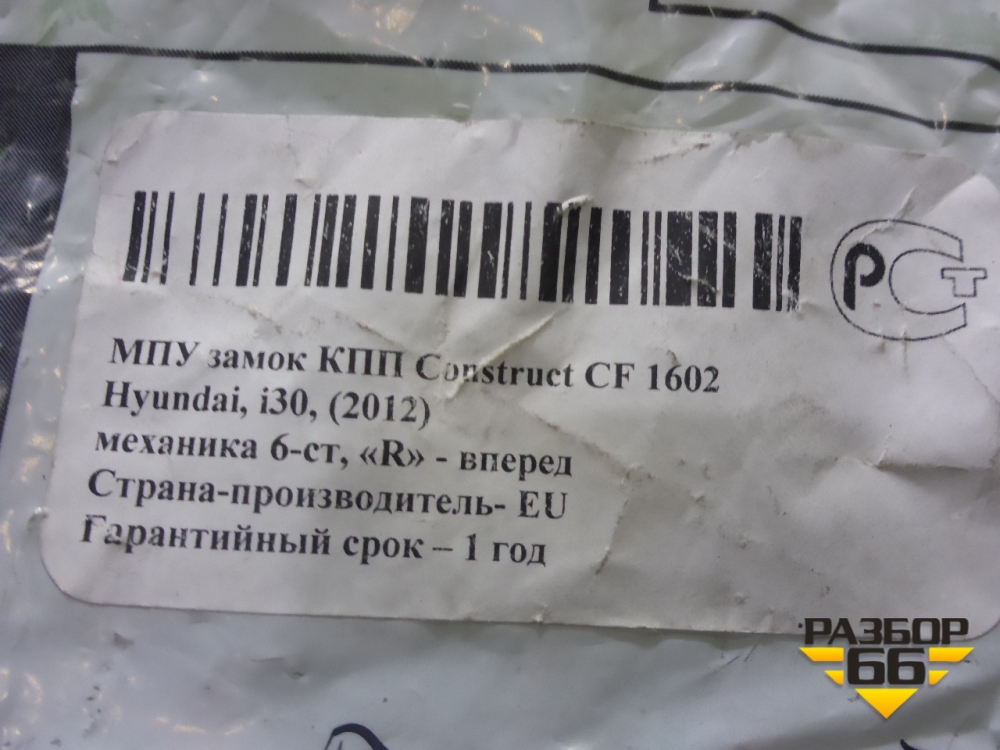 РСТ
МПУ замок КПП Construct CF 1602
Hyundai, i30, (2012)
механика 6-ст, «R» - вперед
Страна-производитель- EU
Гарантийный срок – 1 год
РАЗБОР
66